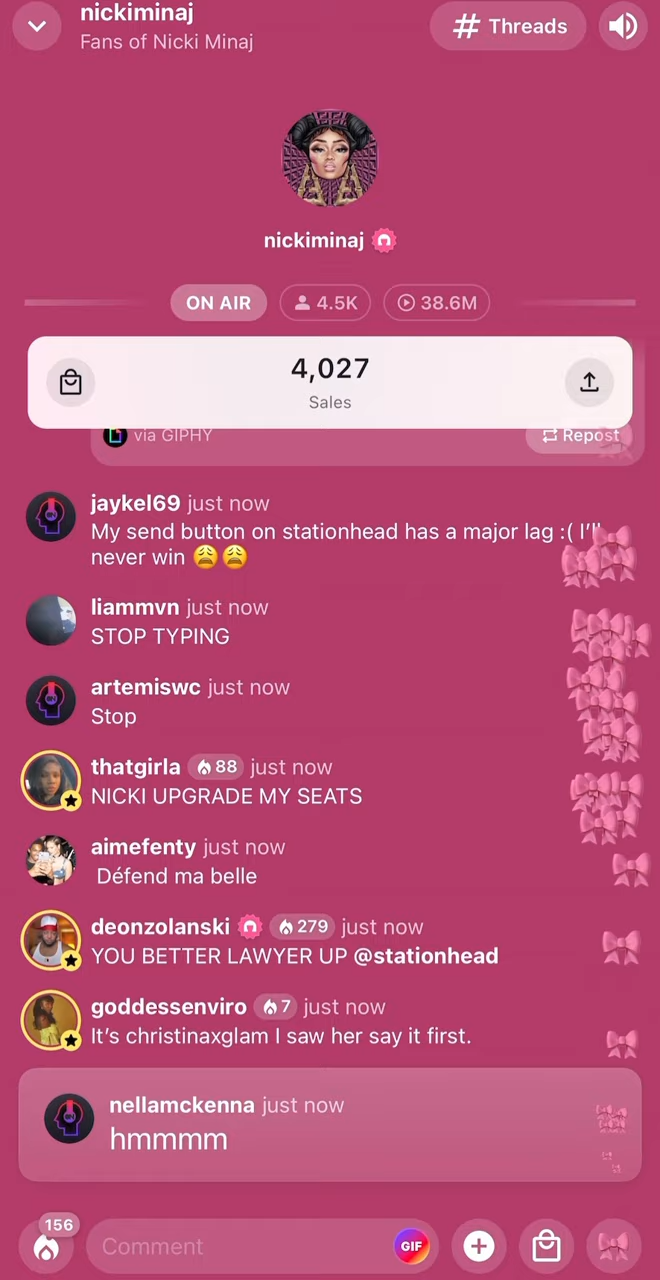 nickiminaj
Fans of Nicki Minaj
# Threads
nickiminaj
ON AIR
4.5K
38.6M
4,027
Sales
via GIPHY
Repost
jaykel69 just now
My send button on stationhead has a major lag :( I'll
never win 😩😩
liammvn just now
STOP TYPING
artemiswc just now
Stop
thatgirla 88 just now
NICKI UPGRADE MY SEATS
aimefenty just now
Défend ma belle
deonzolanski 279 just now
YOU BETTER LAWYER UP @stationhead
goddessenviro 7 just now
It's christinaxglam I saw her say it first.
nellamckenna just now
hmmmm
156
Comment
GIF